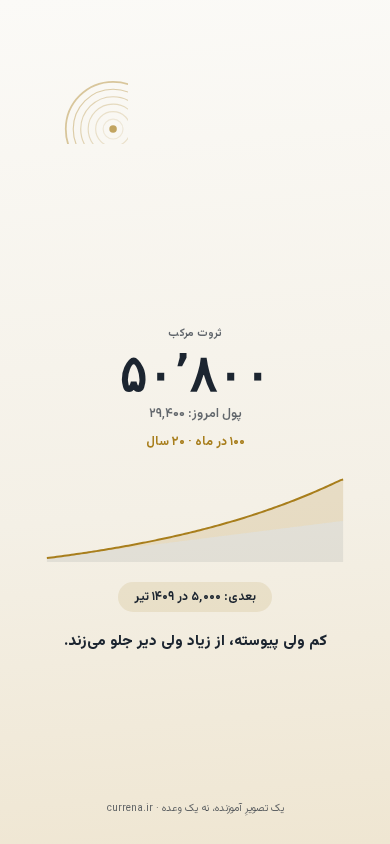 ثروت مرکب
۵۰٬۸۰۰
پول امروز: ۲۹,۴۰۰
۱۰۰ در ماه · ۲۰ سال
بعدی: ۵,۰۰۰ در ۱۴۰۹ تیر
کم ولی پیوسته، از زیاد ولی دیر جلو می‌زند.
یک تصویرِ آموزنده، نه یک وعده · currena.ir